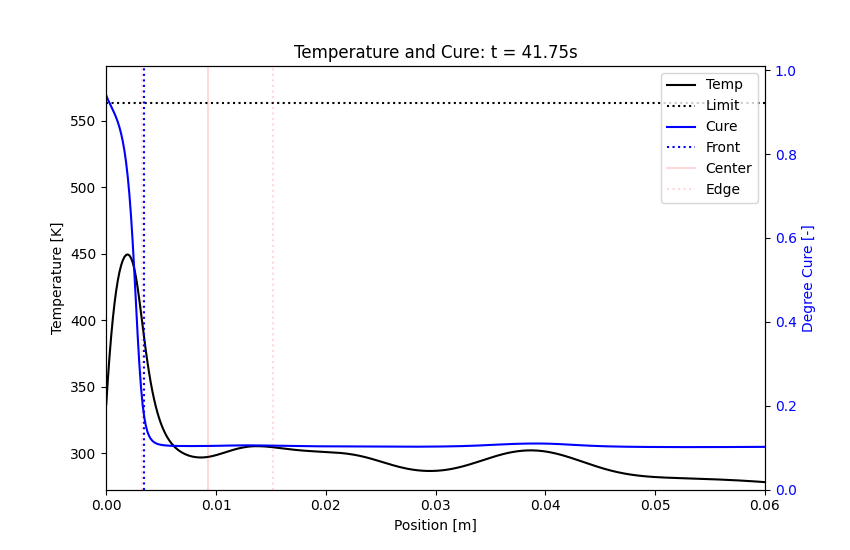 Temperature and Cure: t = 41.75s
Temp
Limit
Cure
Front
Center
Edge
550
500
450
400
350
300
Temperature [K]
1.0
0.8
0.6
0.4
0.2
0.0
Degree Cure [-]
0.00 0.01 0.02 0.03 0.04 0.05 0.06
Position [m]